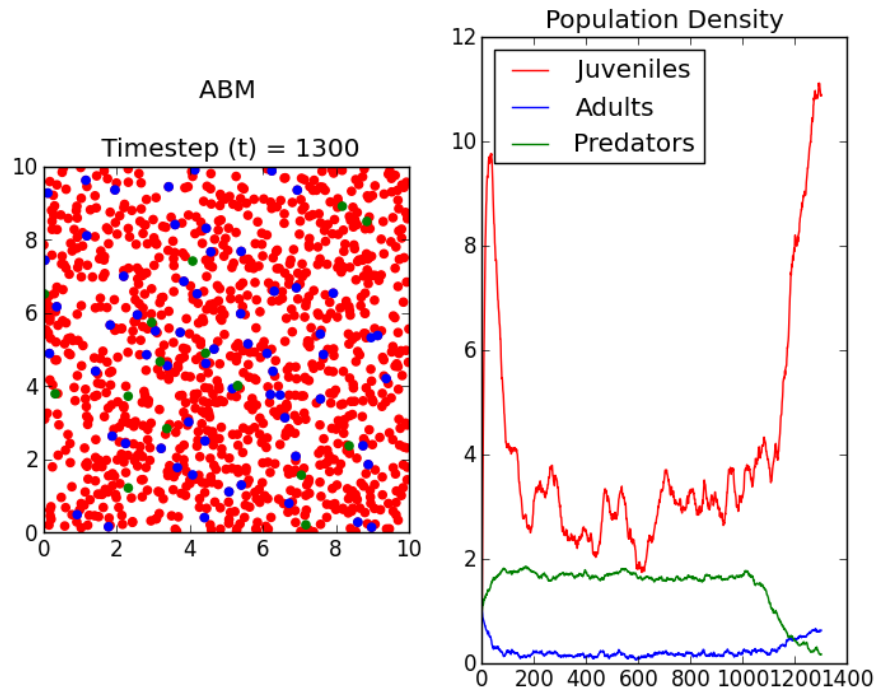 ABM
Timestep (t) = 1300
10
8
6
4
2
0
0 2 4 6 8 10
Population Density
Juveniles
Adults
Predators
12
10
8
6
4
2
0
0 200 400 600 800 1000 1200 1400